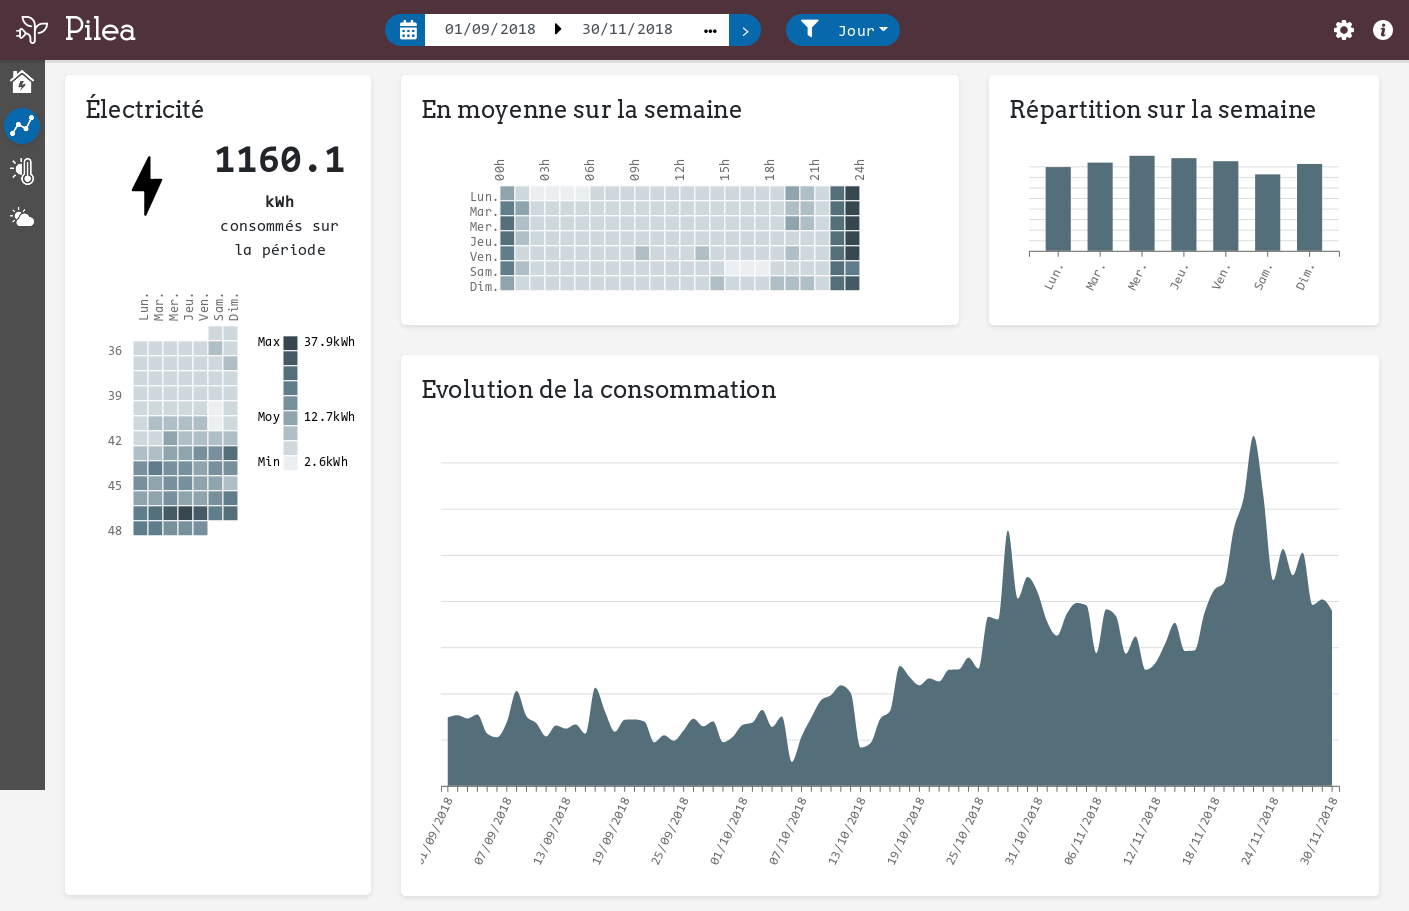 Pilea
01/09/2018
30/11/2018
...
>
Jour
Électricité
1160.1
kWh
consommés sur
la période
Lun.
Mar.
Mer.
Jeu.
Ven.
Sam.
Dim.
36
39
42
45
48
Max 37.9kWh
Moy 12.7kWh
Min 2.6kWh
En moyenne sur la semaine
00h
03h
06h
09h
12h
15h
18h
21h
24h
Lun.
Mar.
Mer.
Jeu.
Ven.
Sam.
Dim.
Répartition sur la semaine
Lun.
Mar.
Mer.
Jeu.
Ven.
Sam.
Dim.
Evolution de la consommation
01/09/2018
07/09/2018
13/09/2018
19/09/2018
25/09/2018
01/10/2018
07/10/2018
13/10/2018
19/10/2018
25/10/2018
31/10/2018
06/11/2018
12/11/2018
18/11/2018
24/11/2018
30/11/2018